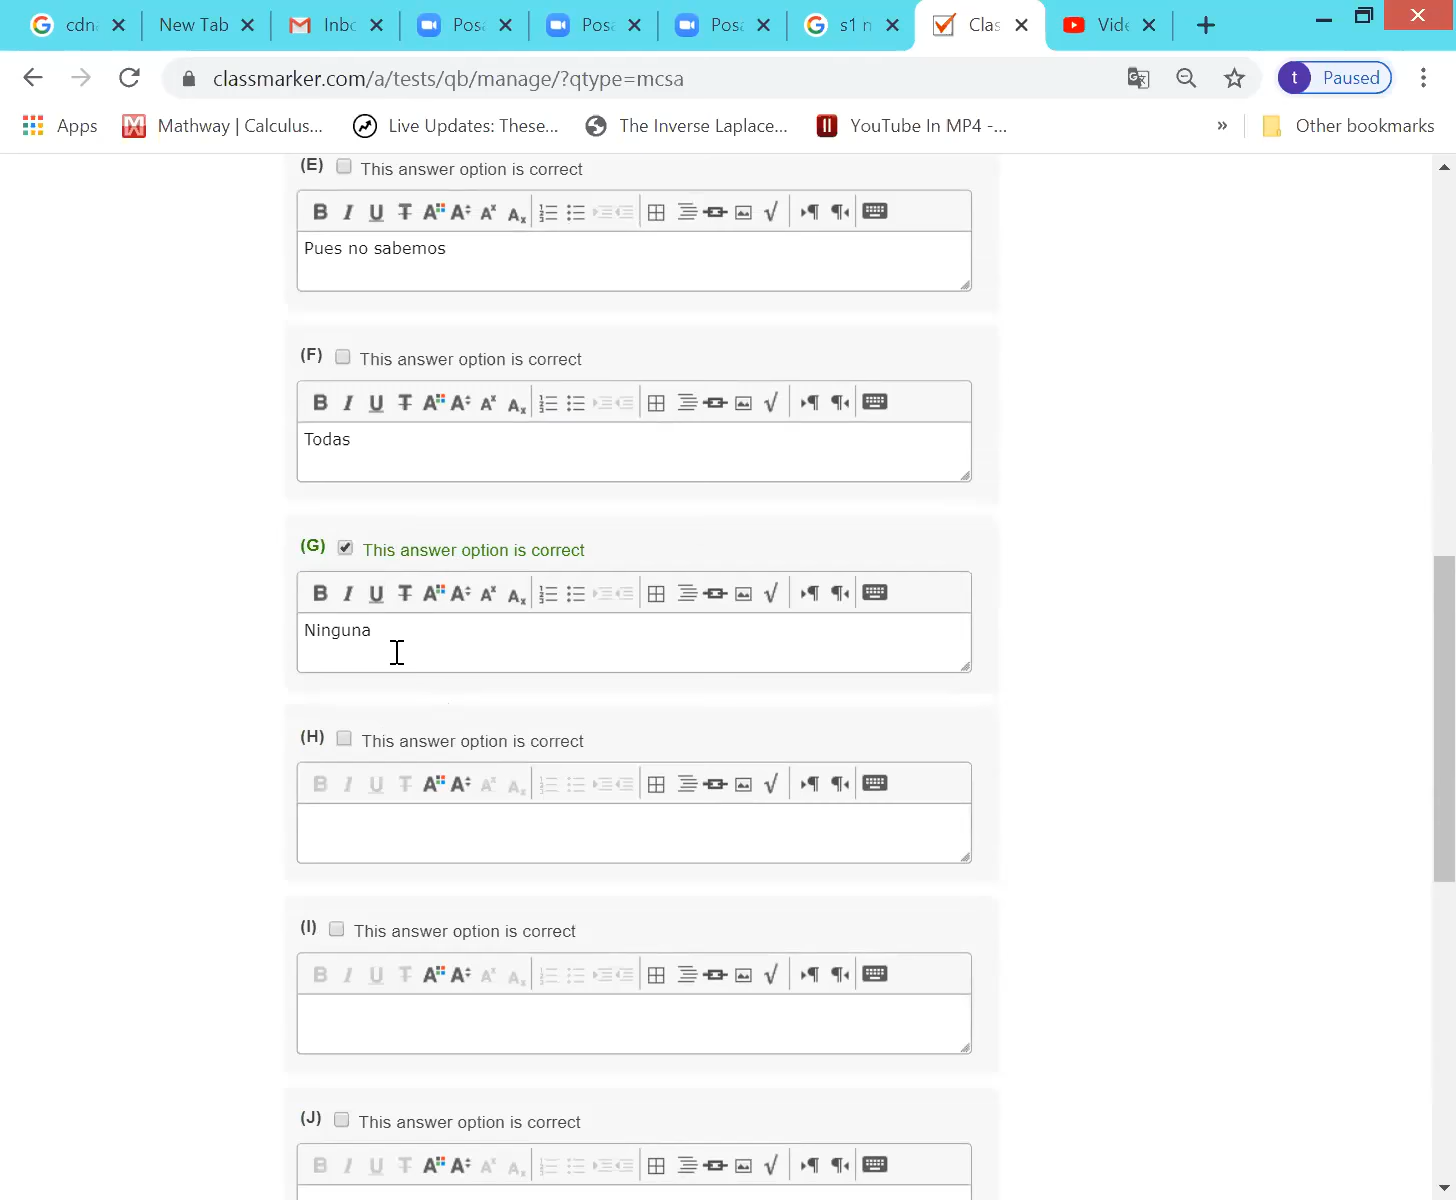 cdn
New Tab
Inbc
Posa
Posa
Posa
s1 n
Clas
Vide
classmarker.com/a/tests/qb/manage/?qtype=mcsa
t
Paused
Apps
Mathway | Calculus...
Live Updates: These...
The Inverse Laplace...
YouTube In MP4 -...
»
Other bookmarks
(E) This answer option is correct
Pues no sabemos
(F) This answer option is correct
Todas
(G) This answer option is correct
Ninguna
(H) This answer option is correct
(I) This answer option is correct
(J) This answer option is correct